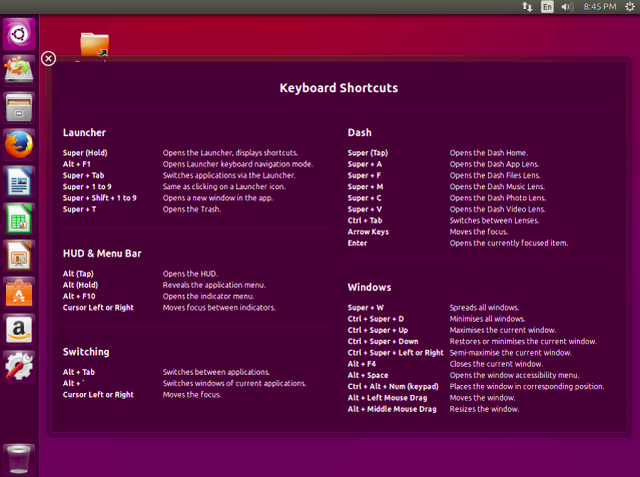 En
8:45 PM
Keyboard Shortcuts
Launcher
Super (Hold) Opens the Launcher, displays shortcuts.
Alt + F1 Opens Launcher keyboard navigation mode.
Super + Tab Switches applications via the Launcher.
Super + 1 to 9 Same as clicking on a Launcher icon.
Super + Shift + 1 to 9 Opens a new window in the app.
Super + T Opens the Trash.
HUD & Menu Bar
Alt (Tap) Opens the HUD.
Alt (Hold) Reveals the application menu.
Alt + F10 Opens the indicator menu.
Cursor Left or Right Moves focus between indicators.
Switching
Alt + Tab Switches between applications.
Alt + ` Switches windows of current applications.
Cursor Left or Right Moves the focus.
Dash
Super (Tap) Opens the Dash Home.
Super + A Opens the Dash App Lens.
Super + F Opens the Dash Files Lens.
Super + M Opens the Dash Music Lens.
Super + C Opens the Dash Photo Lens.
Super + V Opens the Dash Video Lens.
Ctrl + Tab Switches between Lenses.
Arrow Keys Moves the focus.
Enter Opens the currently focused item.
Windows
Super + W Spreads all windows.
Ctrl + Super + D Minimises all windows.
Ctrl + Super + Up Maximises the current window.
Ctrl + Super + Down Restores or minimises the current window.
Ctrl + Super + Left or Right Semi-maximise the current window.
Alt + F4 Closes the current window.
Alt + Space Opens the window accessibility menu.
Ctrl + Alt + Num (keypad) Places the window in corresponding position.
Alt + Left Mouse Drag Moves the window.
Alt + Middle Mouse Drag Resizes the window.